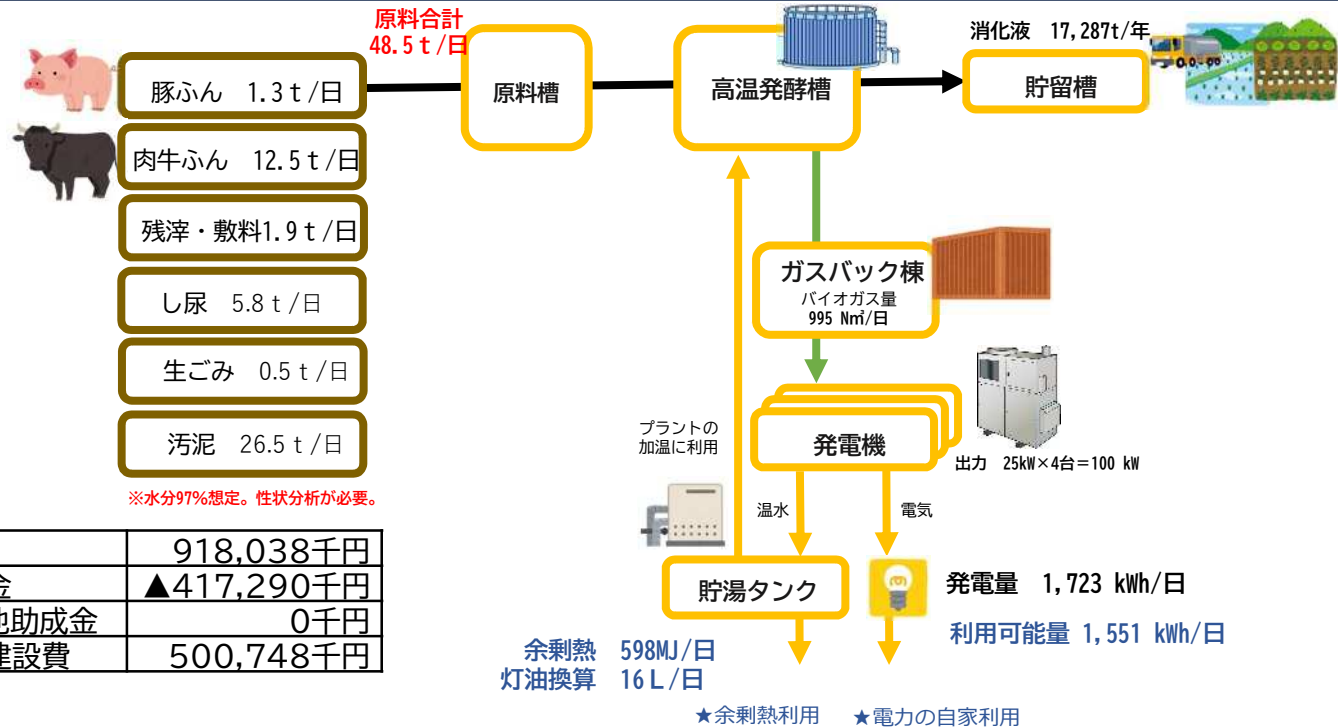 原料合計
48.5ｔ/日
豚ふん 1.3ｔ/日
肉牛ふん 12.5ｔ/日
残滓・敷料1.9ｔ/日
し尿 5.8ｔ/日
生ごみ 0.5ｔ/日
汚泥 26.5ｔ/日
※水分97%想定。性状分析が必要。
原料槽
高温発酵槽
消化液 17,287t/年
貯留槽
ガスバック棟
バイオガス量
995 N㎥/日
発電機
出力 25kW×4台＝100 kW
プラントの
加温に利用
温水
電気
貯湯タンク
発電量 1,723 kWh/日
利用可能量 1,551 kWh/日
余剰熱 598MJ/日
灯油換算 16Ｌ/日
★余剰熱利用 ★電力の自家利用
918,038千円
金 ▲417,290千円
助成金 0千円
建設費 500,748千円